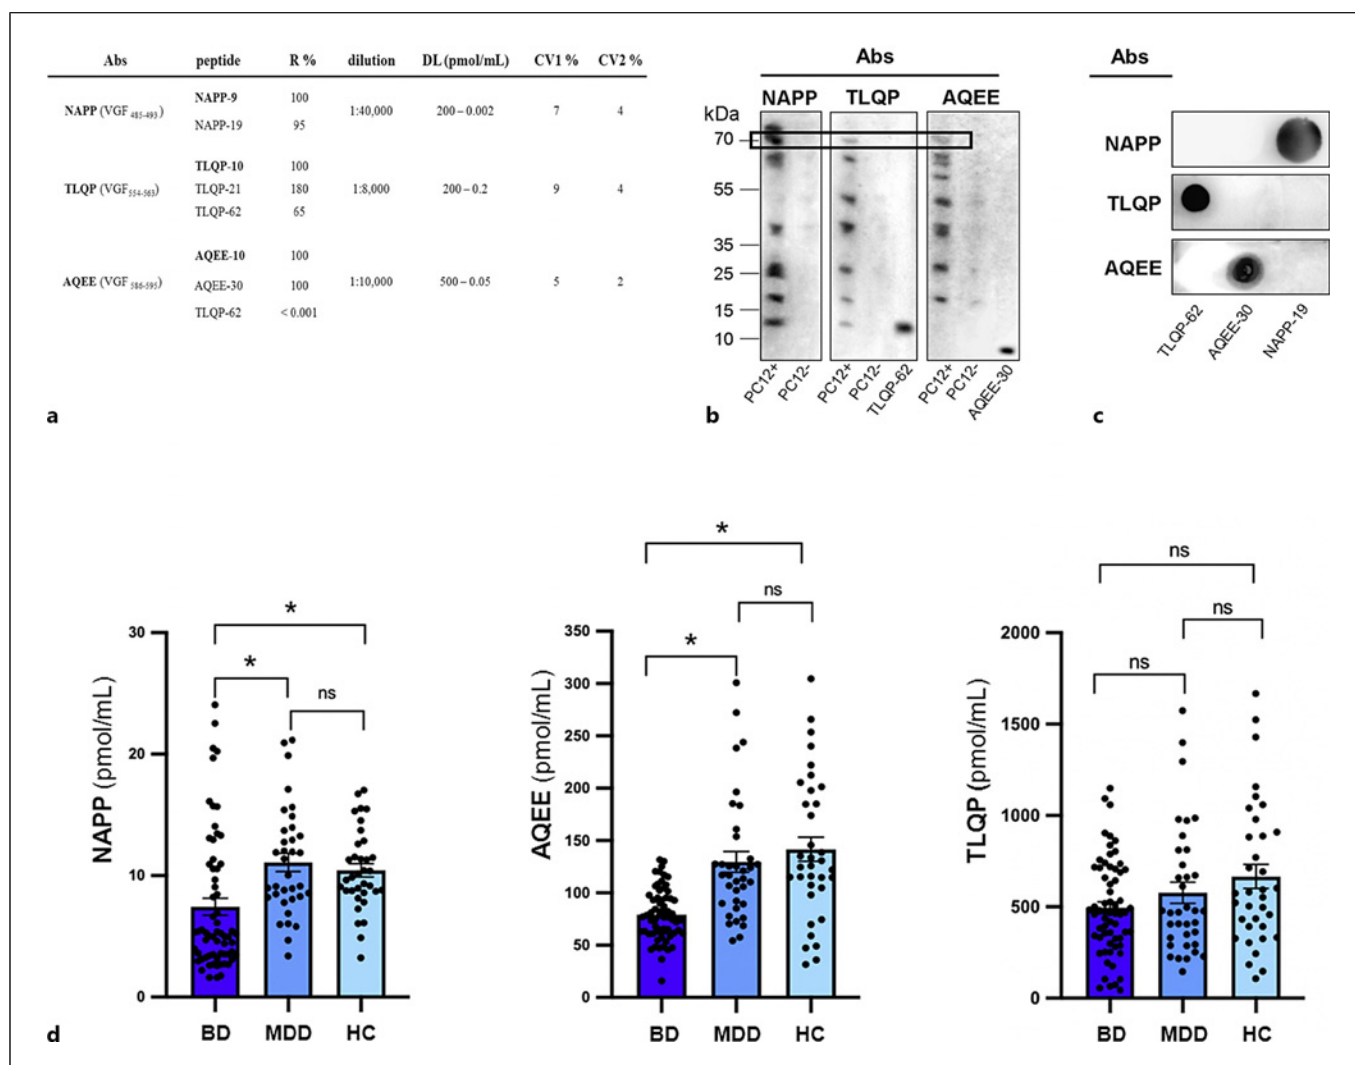 Abs peptide R % dilution DL (pmol/mL) CV1 % CV2 %
NAPP-9 100
NAPP (VGF 485-493) 1:40,000 200 – 0.002 7 4
NAPP-19 95
TLQP-10 100
TLQP (VGF 554-563) TLQP-21 180 1:8,000 200 – 0.2 9 4
TLQP-62 65
AQEE-10 100
AQEE (VGF 586-595) AQEE-30 100 1:10,000 500 – 0.05 5 2
TLQP-62 < 0.001
a
Abs
NAPP TLQP AQEE
kDa
70
55
35
25
15
10
PC12+ PC12- PC12+ PC12- TLQP-62 PC12+ PC12- AQEE-30
b
Abs
NAPP
TLQP
AQEE
TLQP-62 AQEE-30 NAPP-19
c
NAPP (pmol/mL)
30
20
10
0
*
*
ns
BD MDD HC
AQEE (pmol/mL)
350
300
250
200
150
100
50
0
*
ns
*
BD MDD HC
TLQP (pmol/mL)
2000
1500
1000
500
0
ns
ns
ns
BD MDD HC
d